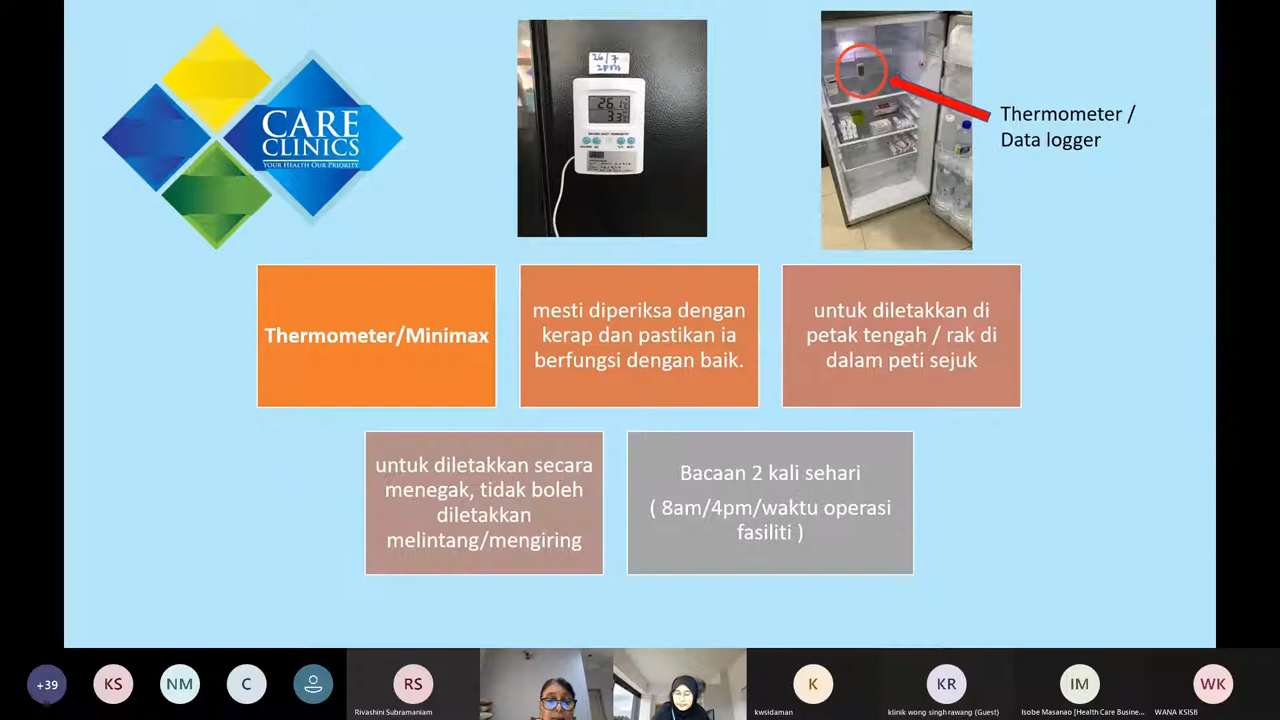 CARE
CLINICS
YOUR HEALTH OUR PRIORITY
26/7
26.1
3.3
Thermometer /
Data logger
Thermometer/Minimax
mesti diperiksa dengan
kerap dan pastikan ia
berfungsi dengan baik.
untuk diletakkan di
petak tengah / rak di
dalam peti sejuk
untuk diletakkan secara
menegak, tidak boleh
diletakkan
melintang/mengiring
Bacaan 2 kali sehari
( 8am/4pm/waktu operasi
fasiliti )
+39
KS
NM
C
RS
Rivashini Subramaniam
K
kwsidaman
KR
klinik wong singh rawang (Guest)
IM
Isobe Masanao [Health Care Busine...
WK
WANA KSISB